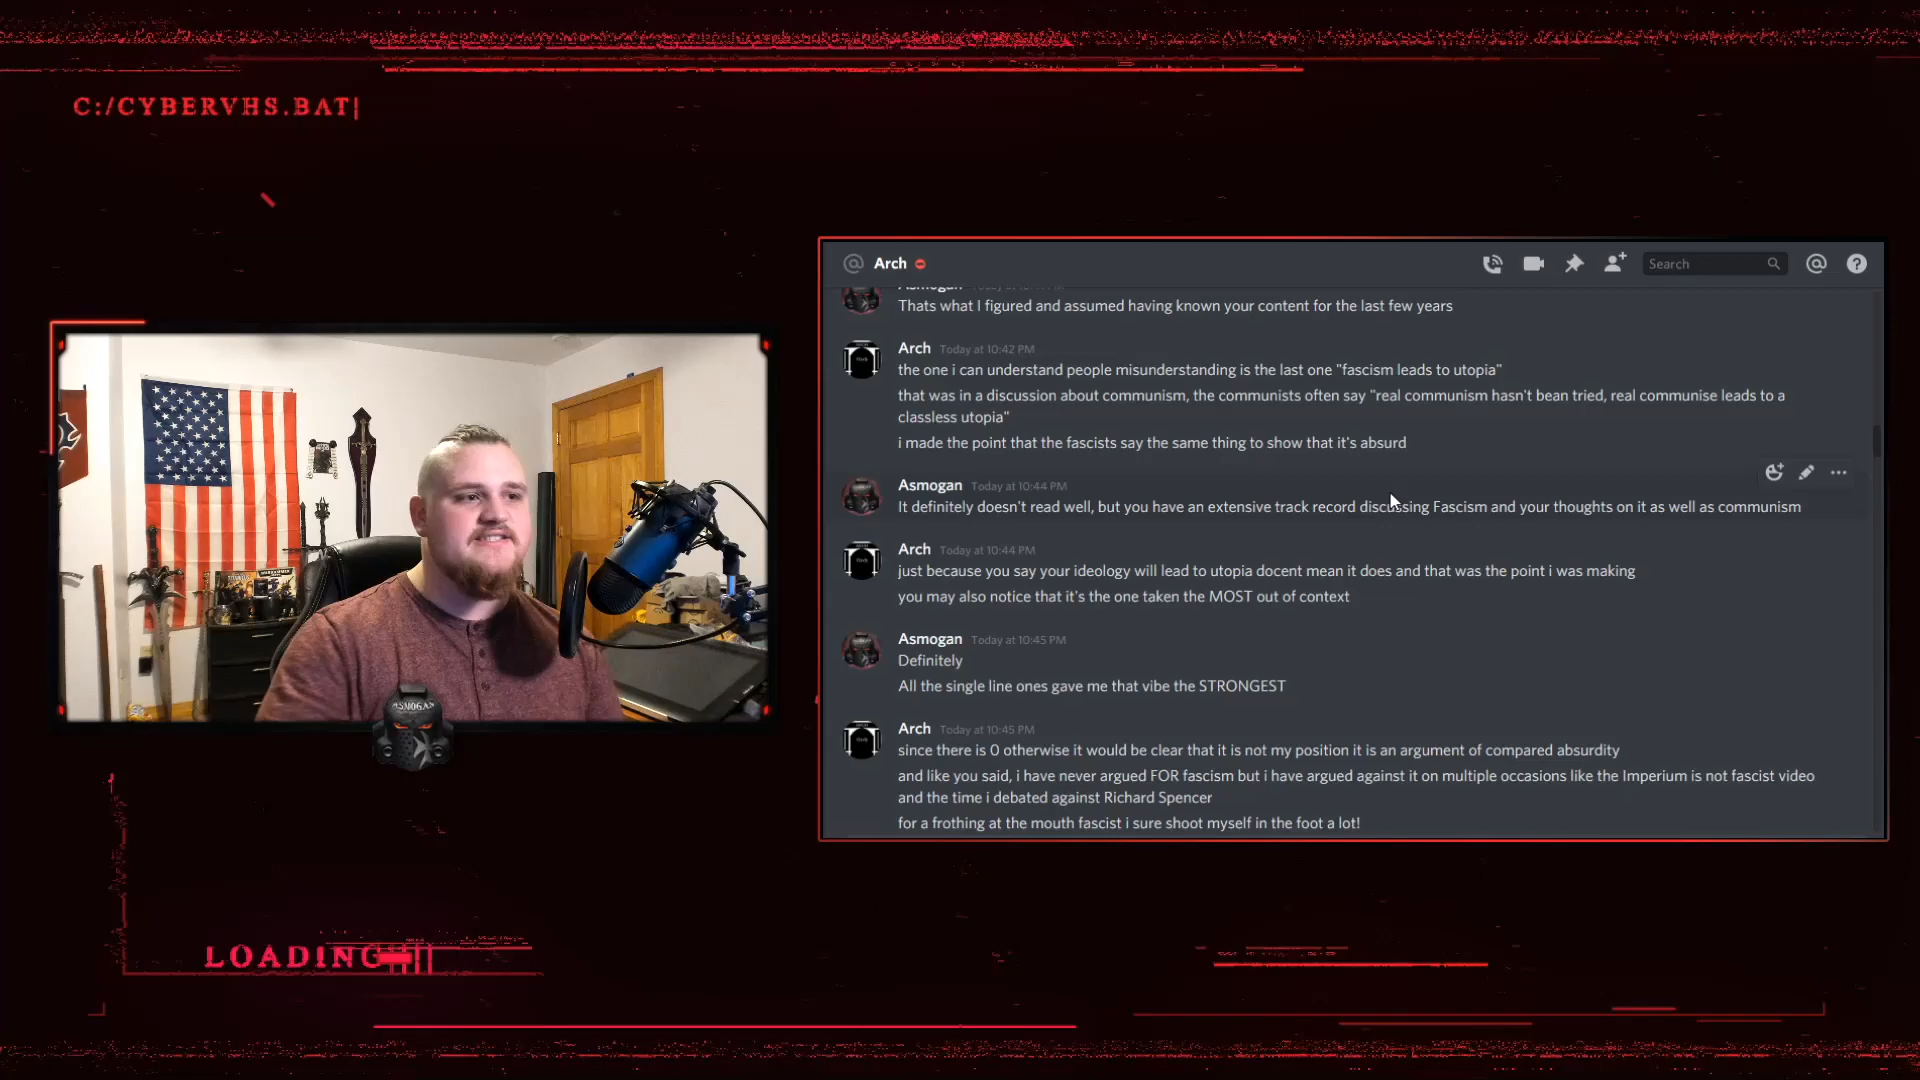 C:/CYBERVHS.BAT|
Arch
Search
Asmogan
Thats what I figured and assumed having known your content for the last few years
Arch Today at 10:42 PM
the one i can understand people misunderstanding is the last one "fascism leads to utopia"
that was in a discussion about communism, the communists often say "real communism hasn't bean tried, real communise leads to a
classless utopia"
i made the point that the fascists say the same thing to show that it's absurd
Asmogan Today at 10:44 PM
It definitely doesn't read well, but you have an extensive track record discussing Fascism and your thoughts on it as well as communism
Arch Today at 10:44 PM
just because you say your ideology will lead to utopia docent mean it does and that was the point i was making
you may also notice that it's the one taken the MOST out of context
Asmogan Today at 10:45 PM
Definitely
All the single line ones gave me that vibe the STRONGEST
Arch Today at 10:45 PM
since there is 0 otherwise it would be clear that it is not my position it is an argument of compared absurdity
and like you said, i have never argued FOR fascism but i have argued against it on multiple occasions like the Imperium is not fascist video
and the time i debated against Richard Spencer
for a frothing at the mouth fascist i sure shoot myself in the foot a lot!
ASMOGAN
LOADING